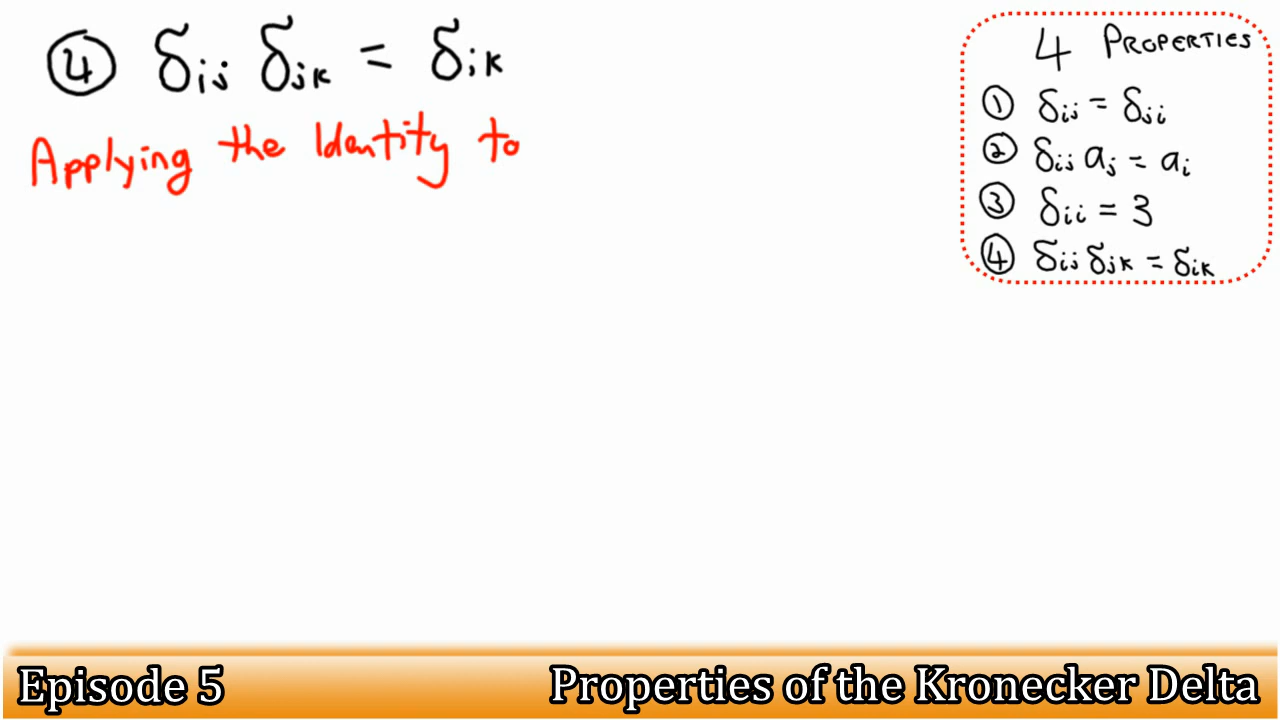 ④ δij δjk = δik
Applying the Identity to
4 PROPERTIES
① δij = δji
② δij aj = ai
③ δii = 3
④ δij δjk = δik
Episode 5
Properties of the Kronecker Delta